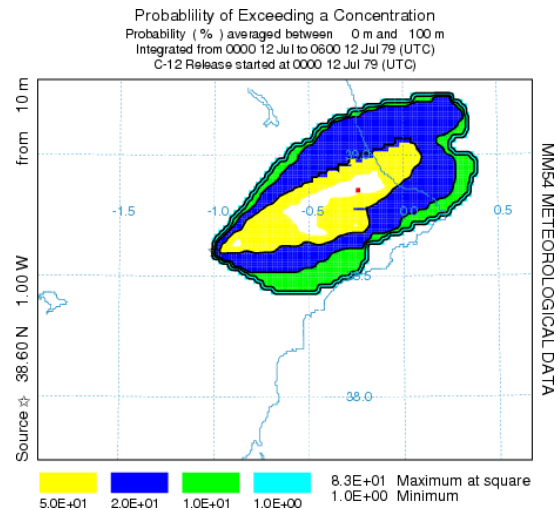 Probablility of Exceeding a Concentration
Probability ( % ) averaged between 0 m and 100 m
Integrated from 0000 12 Jul to 0600 12 Jul 79 (UTC)
C-12 Release started at 0000 12 Jul 79 (UTC)
Source ☆ 38.60 N 1.00 W from 10 m
MM54 METEOROLOGICAL DATA
39.0
-1.5 -1.0 -0.5 0.0 0.5
38.0
5.0E+01 2.0E+01 1.0E+01 1.0E+00
8.3E+01 Maximum at square
1.0E+00 Minimum